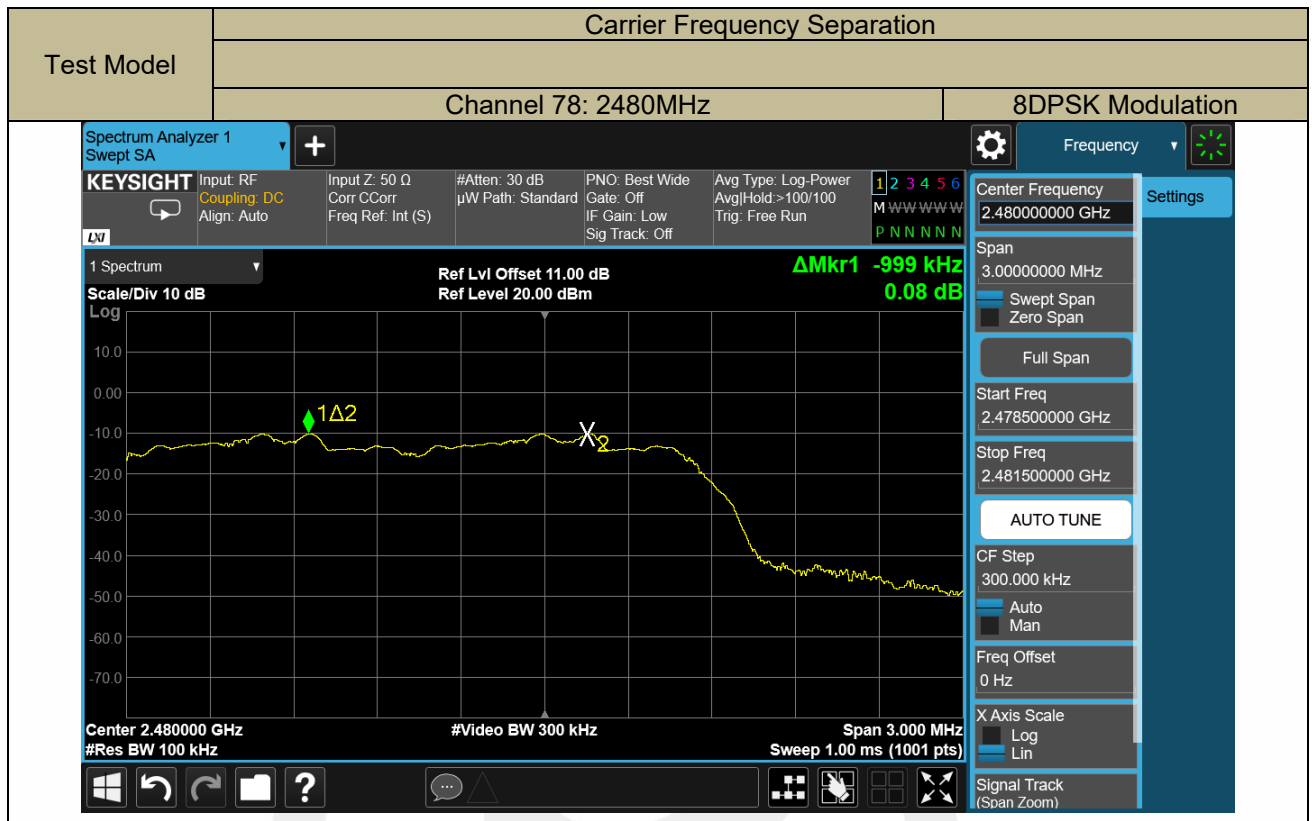 Carrier Frequency Separation
Test Model
Channel 78: 2480MHz
8DPSK Modulation
Spectrum Analyzer 1
Swept SA
+
Frequency
KEYSIGHT
LXI
Input: RF
Coupling: DC
Align: Auto
Input Z: 50 Ω
Corr CCorr
Freq Ref: Int (S)
#Atten: 30 dB
µW Path: Standard
PNO: Best Wide
Gate: Off
IF Gain: Low
Sig Track: Off
Avg Type: Log-Power
Avg|Hold:>100/100
Trig: Free Run
1 2 3 4 5 6
M W W W W W
P N N N N N
1 Spectrum
Scale/Div 10 dB
Log
Ref Lvl Offset 11.00 dB
Ref Level 20.00 dBm
ΔMkr1 -999 kHz
0.08 dB
10.0
0.00
-10.0
-20.0
-30.0
-40.0
-50.0
-60.0
-70.0
1Δ2
X2
Center 2.480000 GHz
#Res BW 100 kHz
#Video BW 300 kHz
Span 3.000 MHz
Sweep 1.00 ms (1001 pts)
Center Frequency
2.480000000 GHz
Span
3.00000000 MHz
Swept Span
Zero Span
Full Span
Start Freq
2.478500000 GHz
Stop Freq
2.481500000 GHz
AUTO TUNE
CF Step
300.000 kHz
Auto
Man
Freq Offset
0 Hz
X Axis Scale
Log
Lin
Signal Track
(Span Zoom)
Settings
?